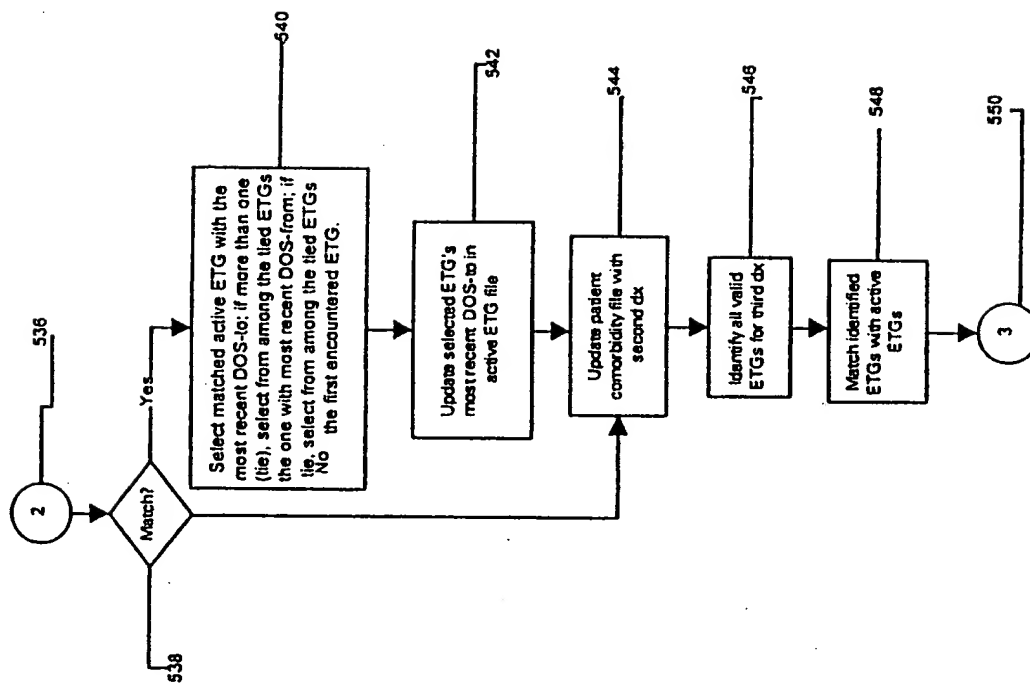 2
536
Match?
538
Yes
Select matched active ETG with the
most recent DOS-to; if more than one
(tie), select from among the tied ETGs
the one with most recent DOS-from; if
tie, select from among the tied ETGs
No the first encountered ETG.
540
Update selected ETG's
most recent DOS-to in
active ETG file
542
Update patient
comorbidity file with
second dx
544
Identify all valid
ETGs for third dx
546
Match identified
ETGs with active
ETGs
548
3
550